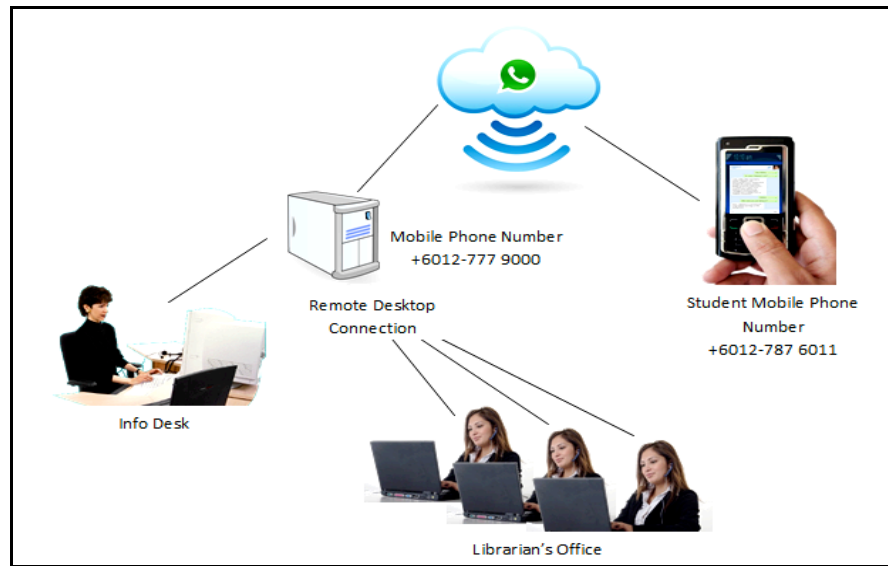 Mobile Phone Number
+6012-777 9000
Remote Desktop
Connection
Student Mobile Phone
Number
+6012-787 6011
Info Desk
Librarian's Office